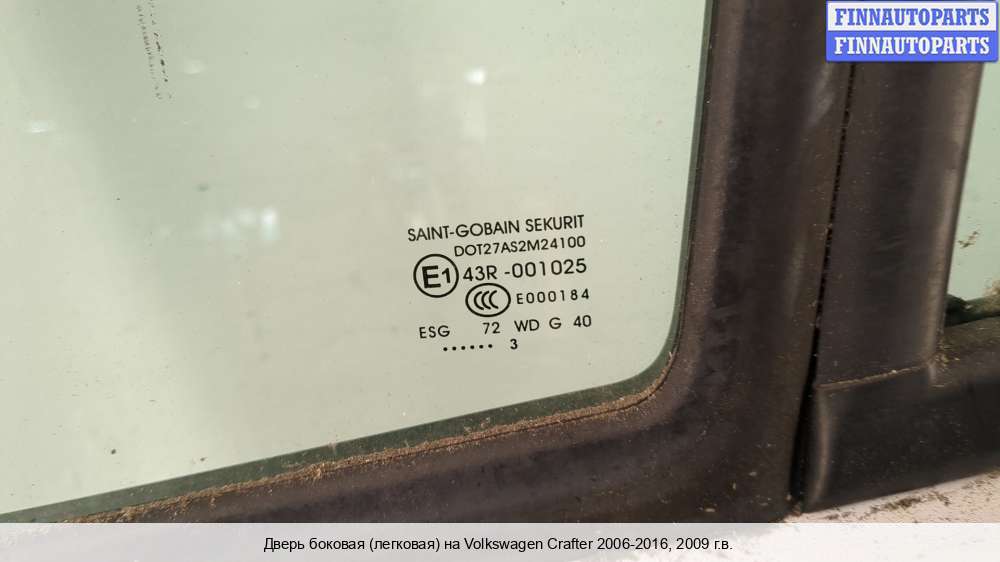 FINNAUTOPARTS
FINNAUTOPARTS
SAINT-GOBAIN SEKURIT
DOT27AS2M24100
E1 43R -001025
CCC E000184
ESG 72 WD G 40
...... 3
Дверь боковая (легковая) на Volkswagen Crafter 2006-2016, 2009 г.в.